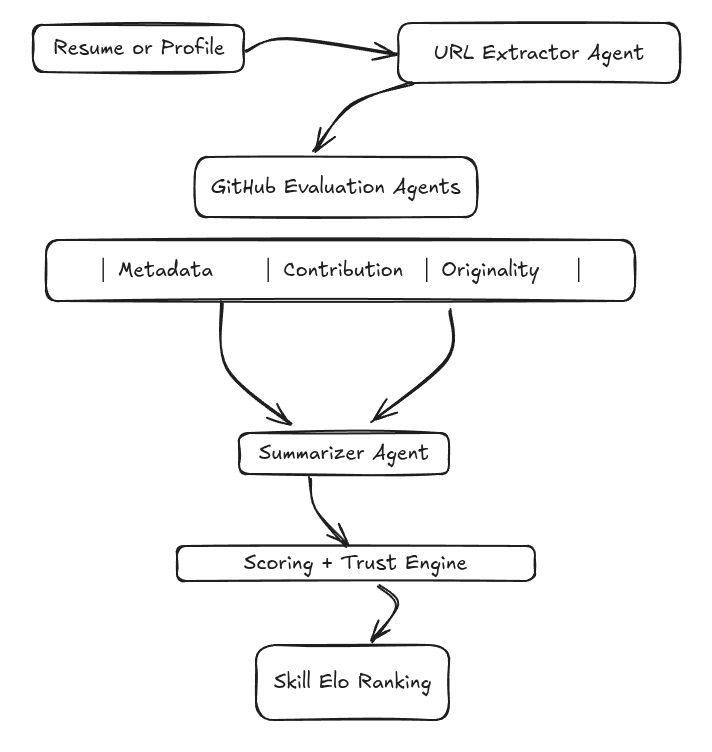 Resume or Profile
URL Extractor Agent
GitHub Evaluation Agents
| Metadata | Contribution | Originality |
Summarizer Agent
Scoring + Trust Engine
Skill Elo Ranking